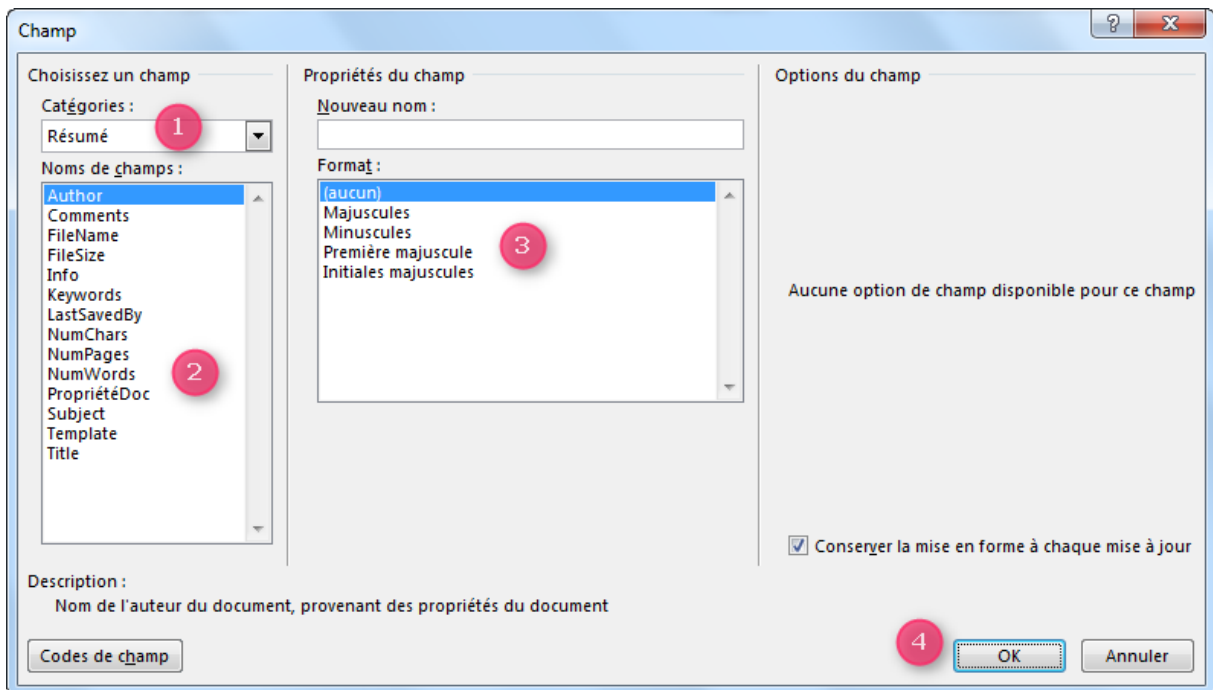 Champ
Choisissez un champ
Catégories :
1
Résumé
Noms de champs :
Author
Comments
FileName
FileSize
Info
Keywords
LastSavedBy
NumChars
NumPages
NumWords
2
PropriétéDoc
Subject
Template
Title
Propriétés du champ
Nouveau nom :
Format :
(aucun)
Majuscules
Minuscules
Première majuscule
3
Initiales majuscules
Options du champ
Aucune option de champ disponible pour ce champ
Conserver la mise en forme à chaque mise à jour
Description :
Nom de l'auteur du document, provenant des propriétés du document
Codes de champ
4
OK
Annuler